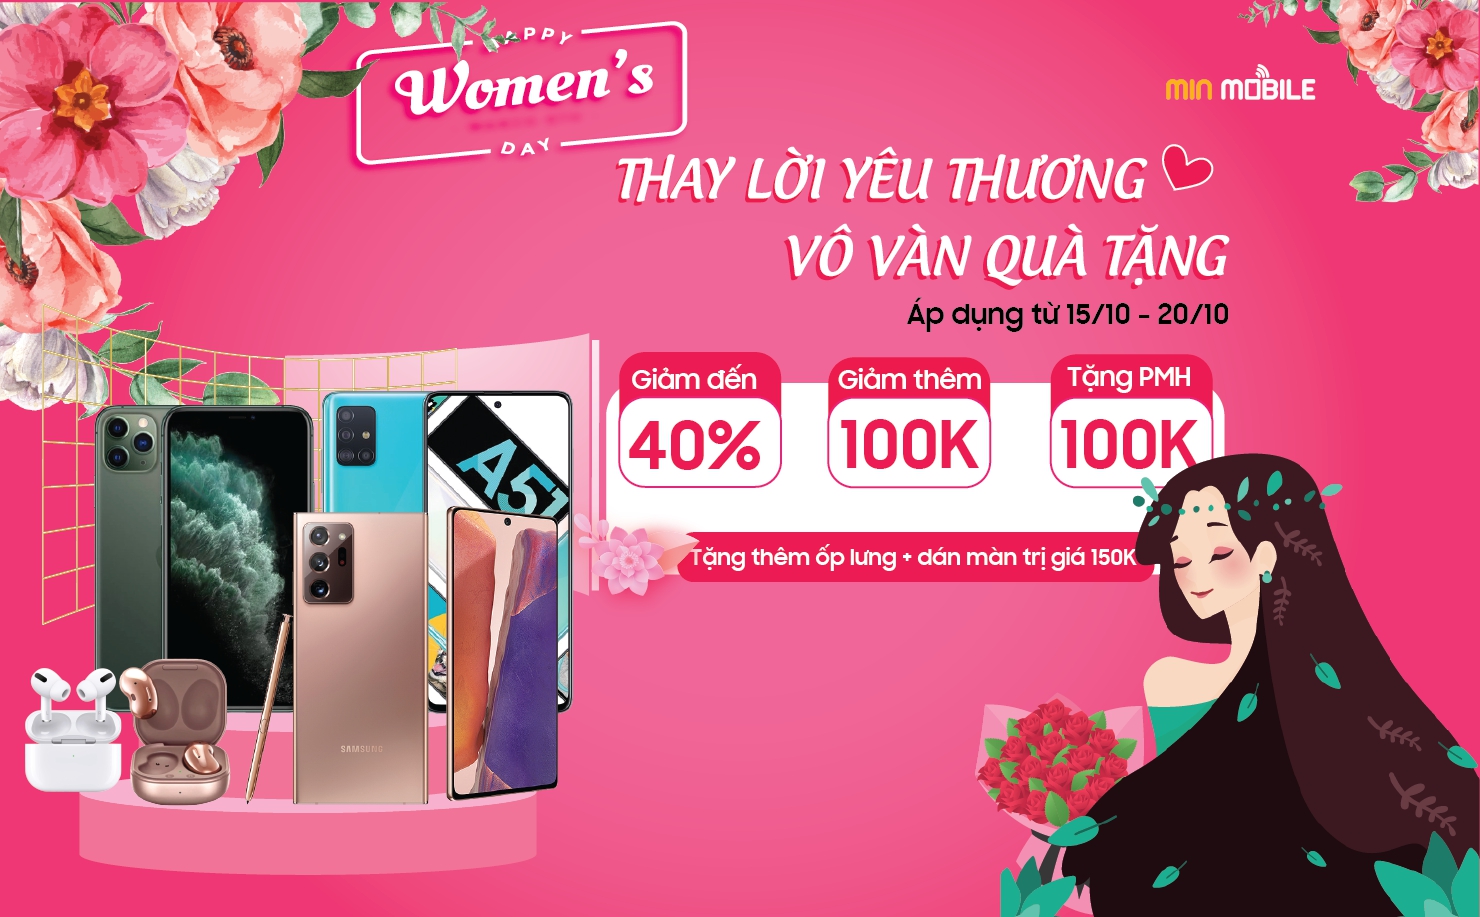 HAPPY
Women's
DAY
min MOBILE
THAY LỜI YÊU THƯƠNG
VÔ VÀN QUÀ TẶNG
Áp dụng từ 15/10 - 20/10
Giảm đến
40%
Giảm thêm
100K
Tặng PMH
100K
Tặng thêm ốp lưng + dán màn trị giá 150K
A51
SAMSUNG